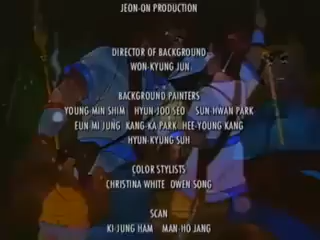 JEON-ON PRODUCTION
DIRECTOR OF BACKGROUND
WON-KYUNG JUN
BACKGROUND PAINTERS
YOUNG-MIN SHIM HYUN-JOO SEO SUN-HWAN PARK
EUN-MI JUNG KANG-KA PARK HEE-YOUNG KANG
HYUN-KYUNG SUH
COLOR STYLISTS
CHRISTINA WHITE OWEN SONG
SCAN
KI-JUNG HAM MAN-HO JANG